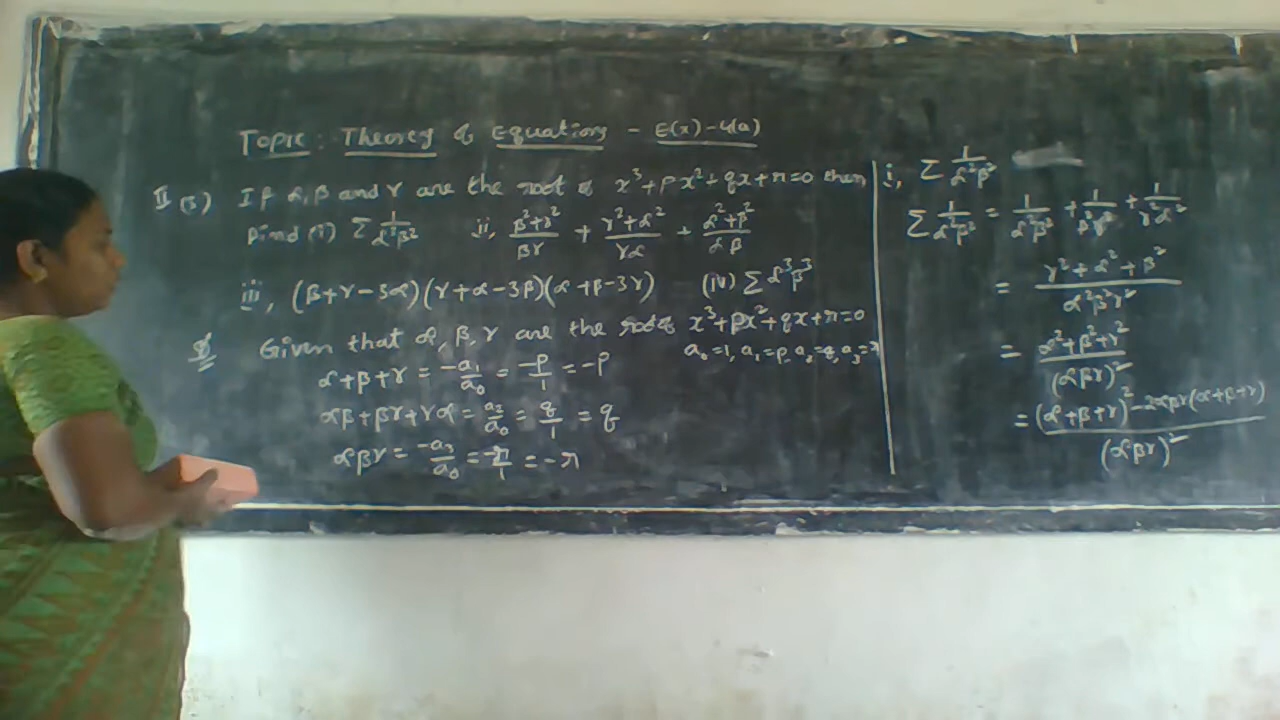 Topic: Theory of Equations - E(x)-4(a)
II (3) If α, β and γ are the root of x³+px²+qx+r=0 then
find (i) Σ 1/α²β² ii, (β²+γ²)/βγ + (γ²+α²)/γα + (α²+β²)/αβ
iii, (β+γ-3α)(γ+α-3β)(α+β-3γ) (iv) Σ α³β³
Given that α, β, γ are the root of x³+px²+qx+r=0
a₀=1, a₁=p, a₂=q, a₃=r
α+β+γ = -a₁/a₀ = -p/1 = -p
αβ+βγ+γα = a₂/a₀ = q/1 = q
αβγ = -a₃/a₀ = -r/1 = -r
i, Σ 1/α²β²
Σ 1/α²β² = 1/α²β² + 1/β²γ² + 1/γ²α²
= (γ²+α²+β²)/α²β²γ²
= (α²+β²+γ²)/(αβγ)²
= ((α+β+γ)²-2αβγ(α+β+γ))/(αβγ)²